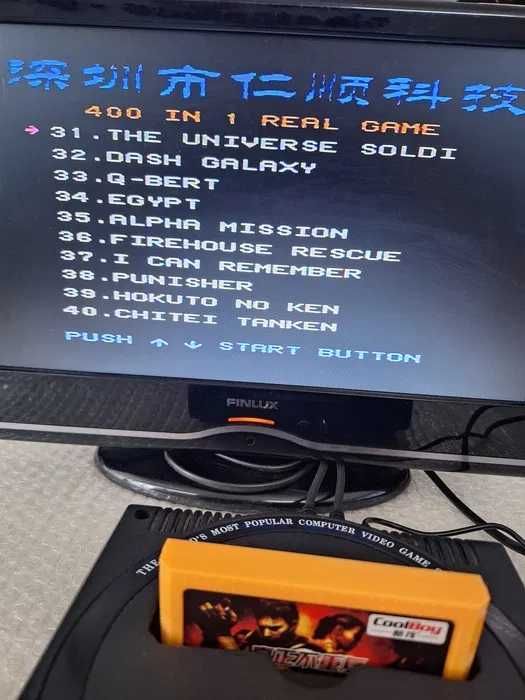 深圳市仁顺科技
400 IN 1 REAL GAME
31.THE UNIVERSE SOLDI
32.DASH GALAXY
33.Q-BERT
34.EGYPT
35.ALPHA MISSION
36.FIREHOUSE RESCUE
37.I CAN REMEMBER
38.PUNISHER
39.HOKUTO NO KEN
40.CHITEI TANKEN
PUSH ↑ ↓ START BUTTON
FINLUX
'S MOST POPULAR COMPUTER VIDEO GAME
CoolBoy